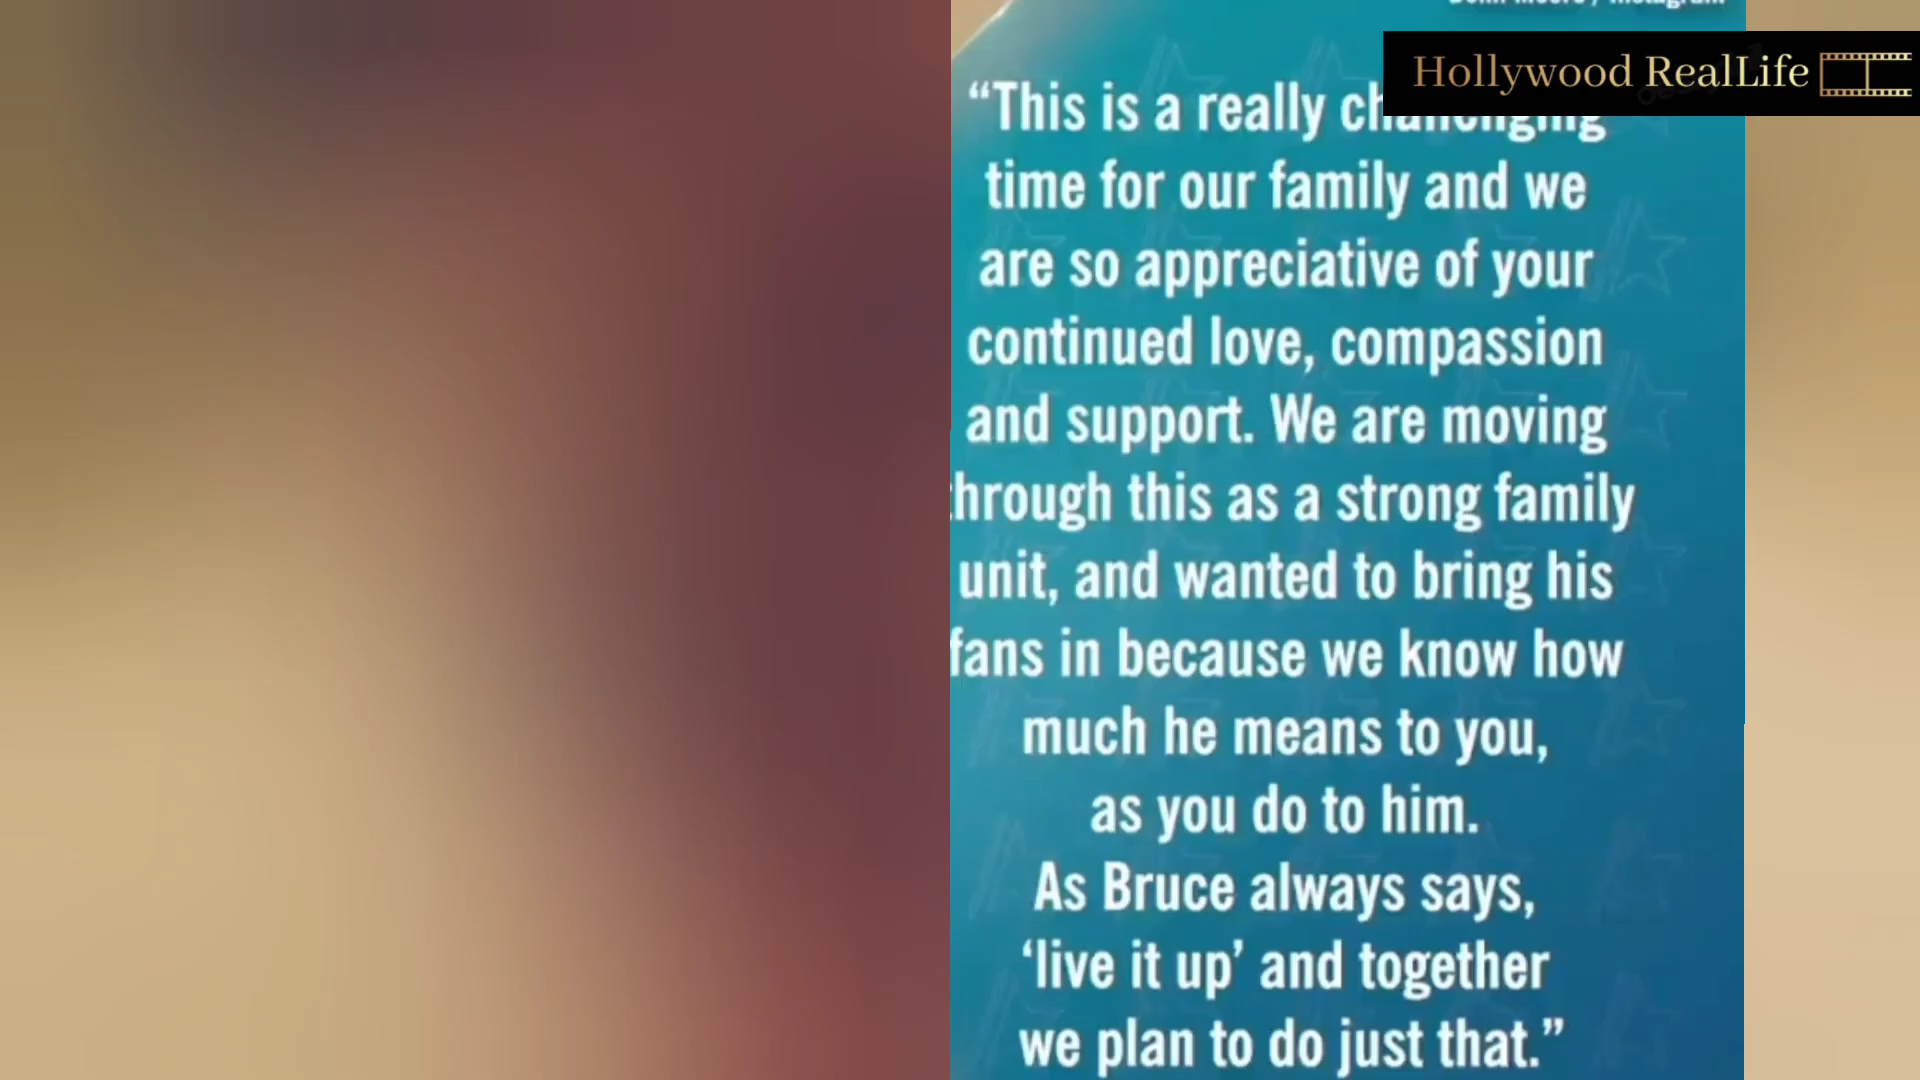 Hollywood RealLife
“This is a really challenging
time for our family and we
are so appreciative of your
continued love, compassion
and support. We are moving
through this as a strong family
unit, and wanted to bring his
fans in because we know how
much he means to you,
as you do to him.
As Bruce always says,
‘live it up’ and together
we plan to do just that.”